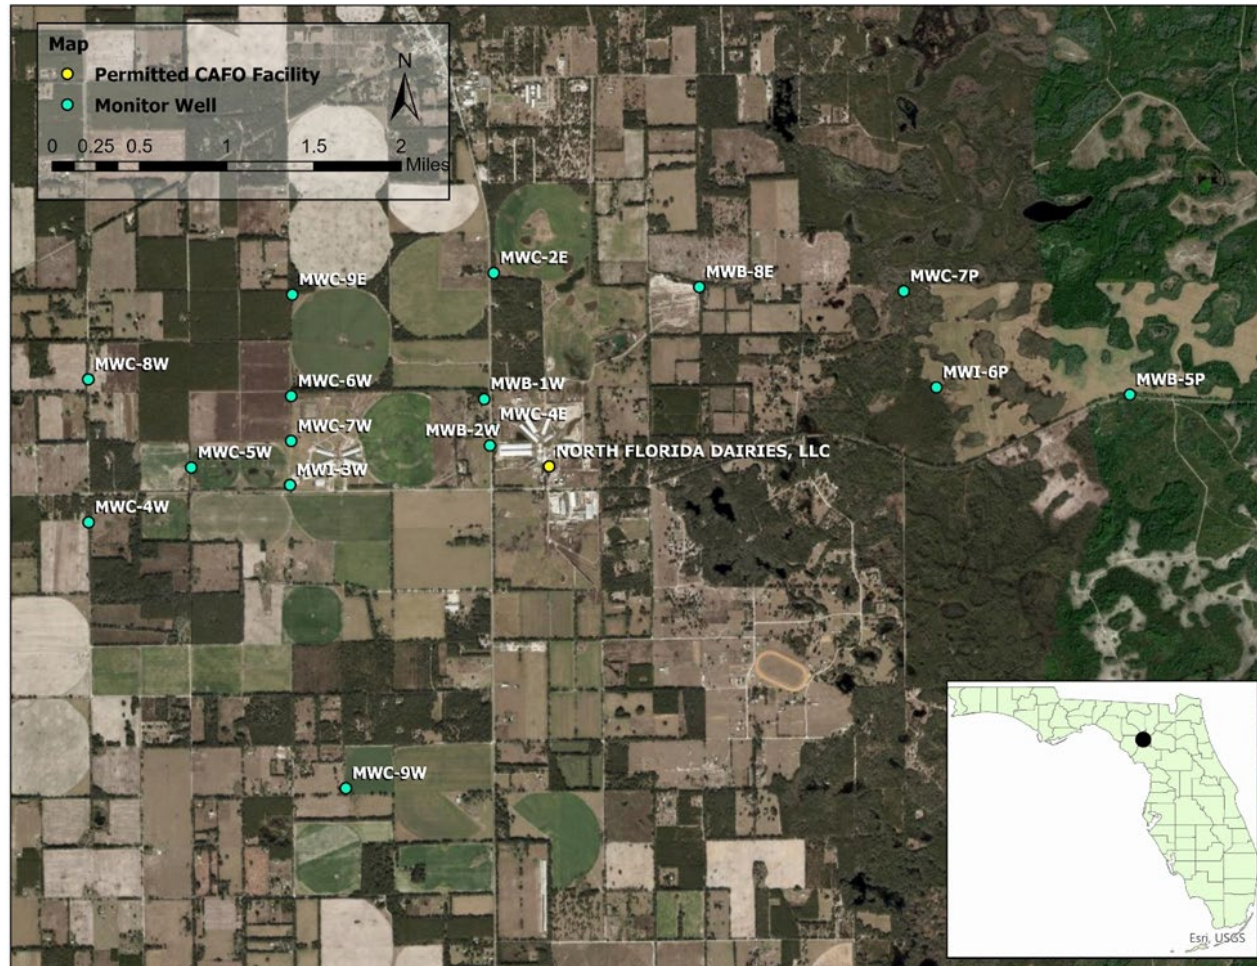 Map
Permitted CAFO Facility
Monitor Well
N
0 0.25 0.5 1 1.5 2
Miles
MWC-2E
MWC-9E
MWB-8E
MWC-7P
MWC-8W
MWC-6W
MWB-1W
MWI-6P
MWB-5P
MWC-4E
MWC-7W
MWB-2W
NORTH FLORIDA DAIRIES, LLC
MWC-5W
MWI-3W
MWC-4W
MWC-9W
Esri, USGS